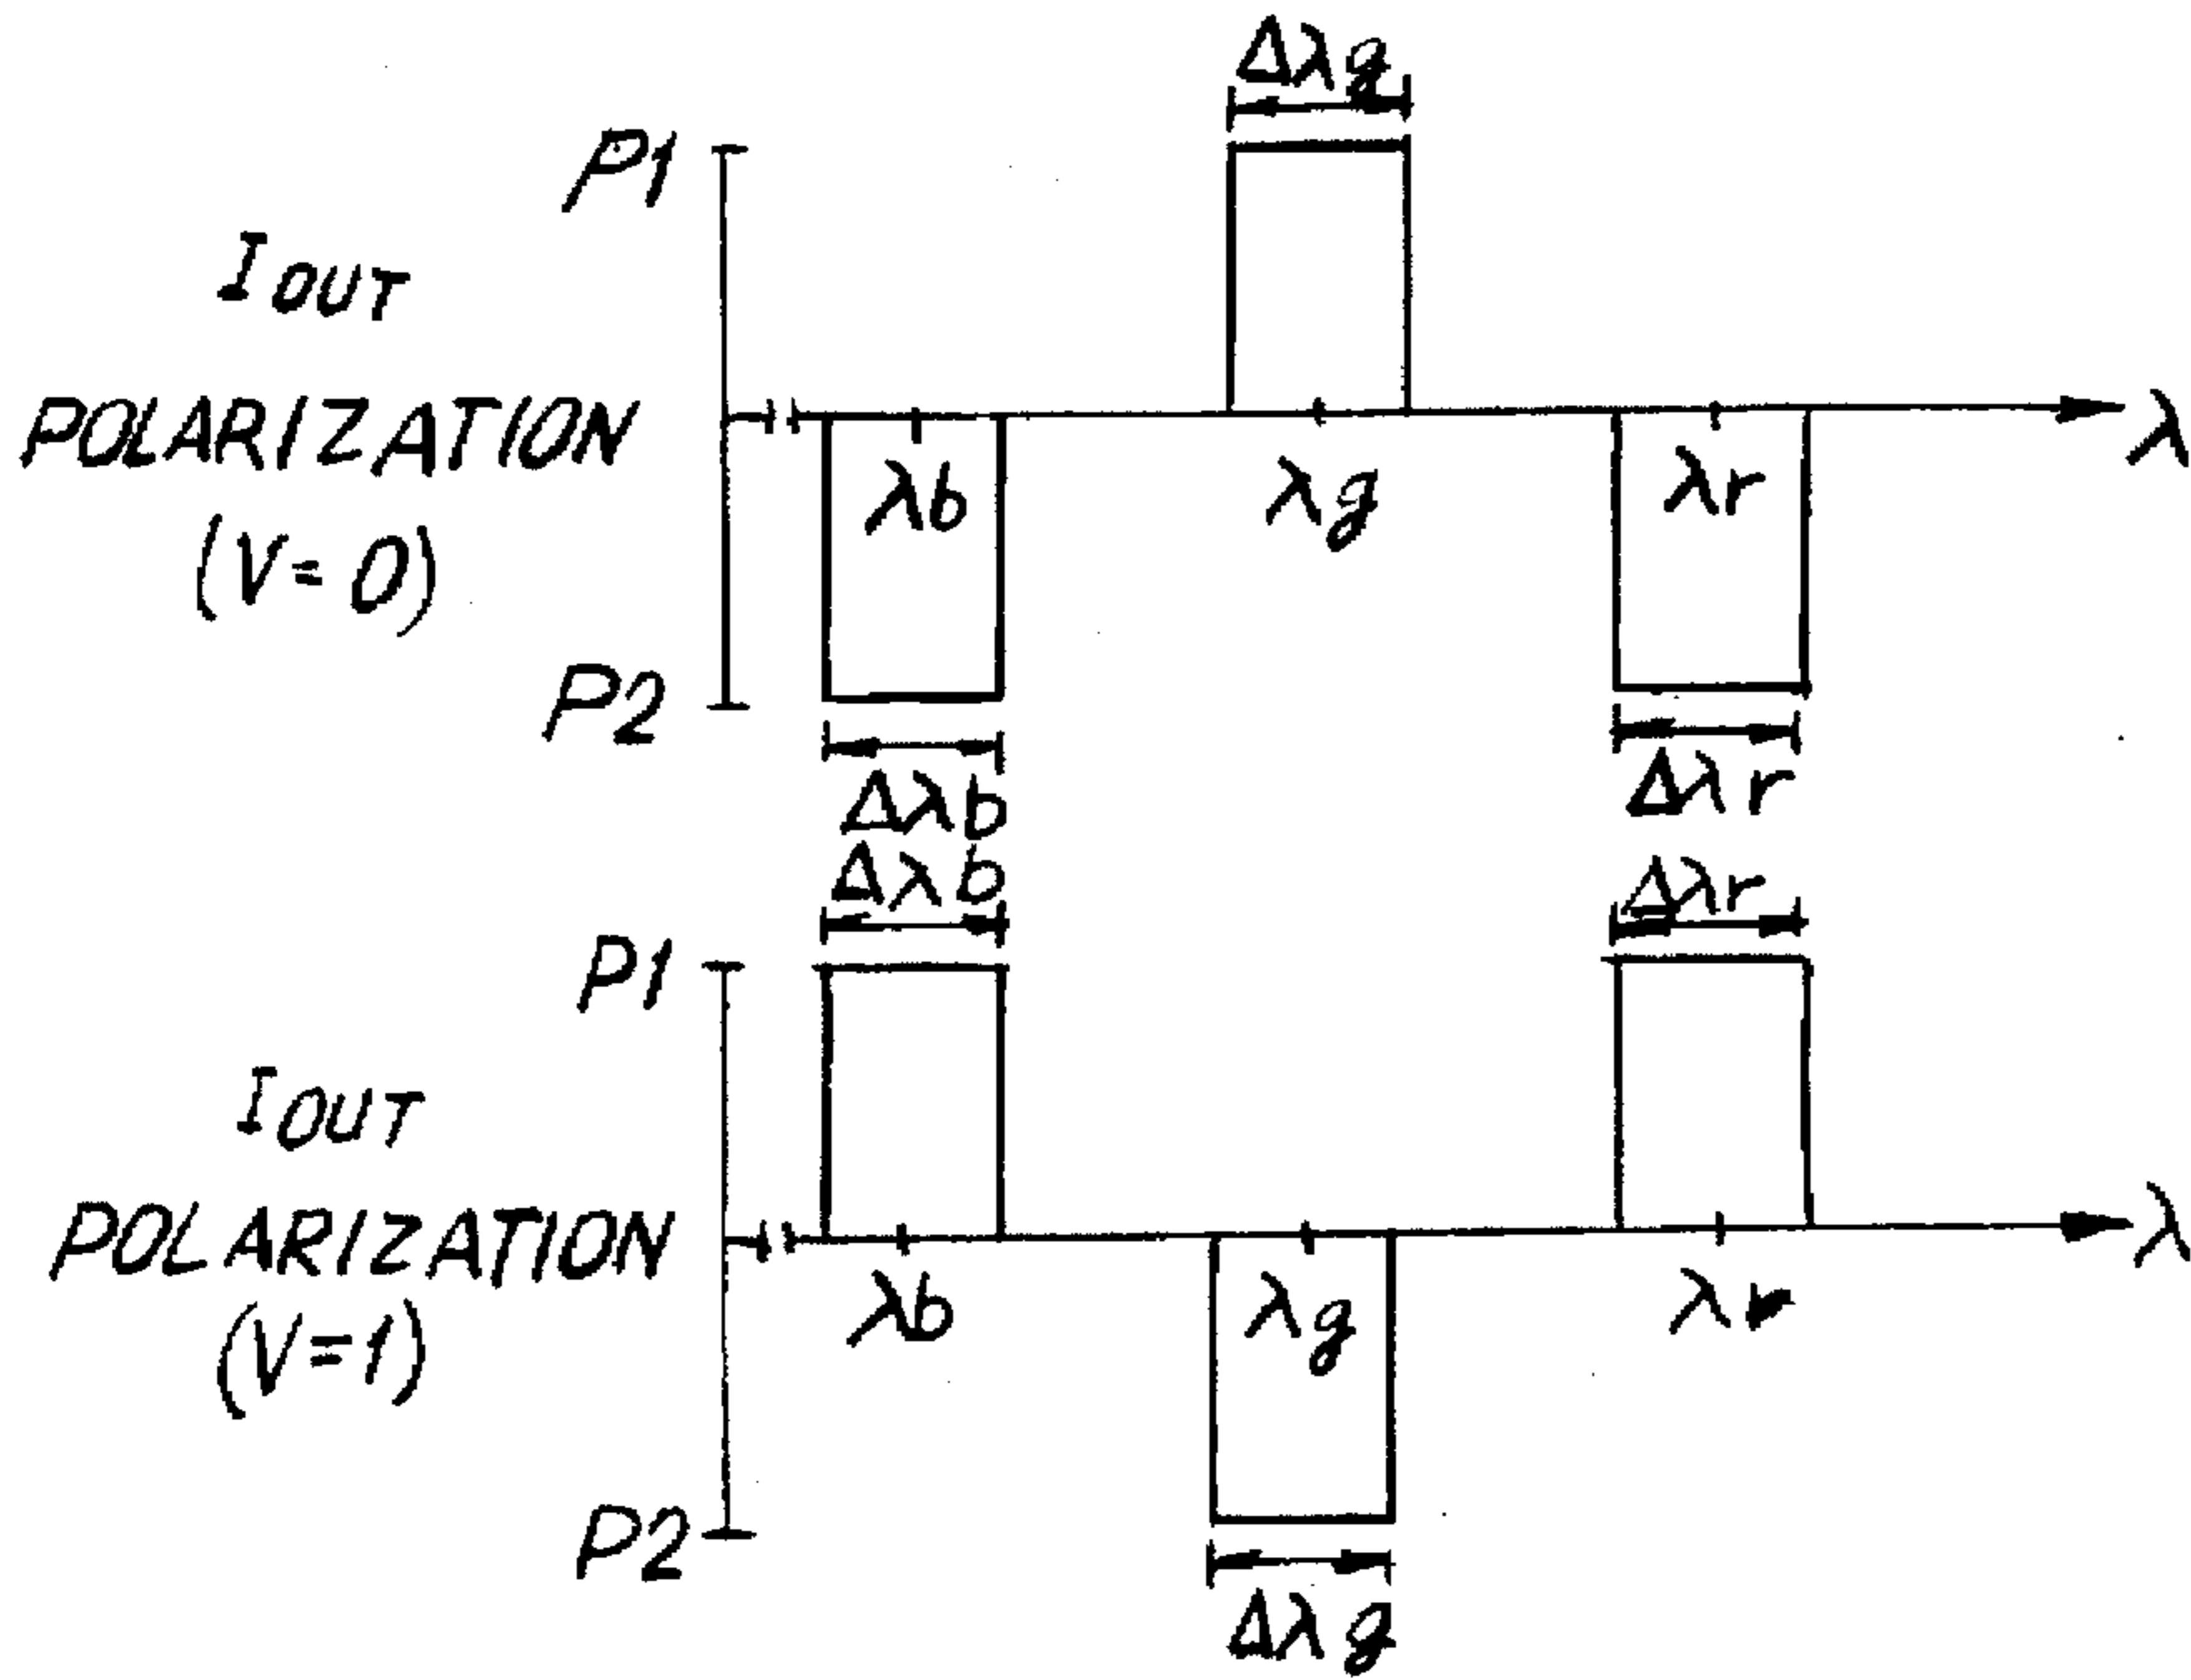 Δλg
P1
IOUT
POLARIZATION
(V=0)
λb
λg
λr
λ
P2
Δλb
Δλr
Δλb
Δλr
P1
IOUT
POLARIZATION
(V=1)
λb
λg
λr
λ
P2
Δλg